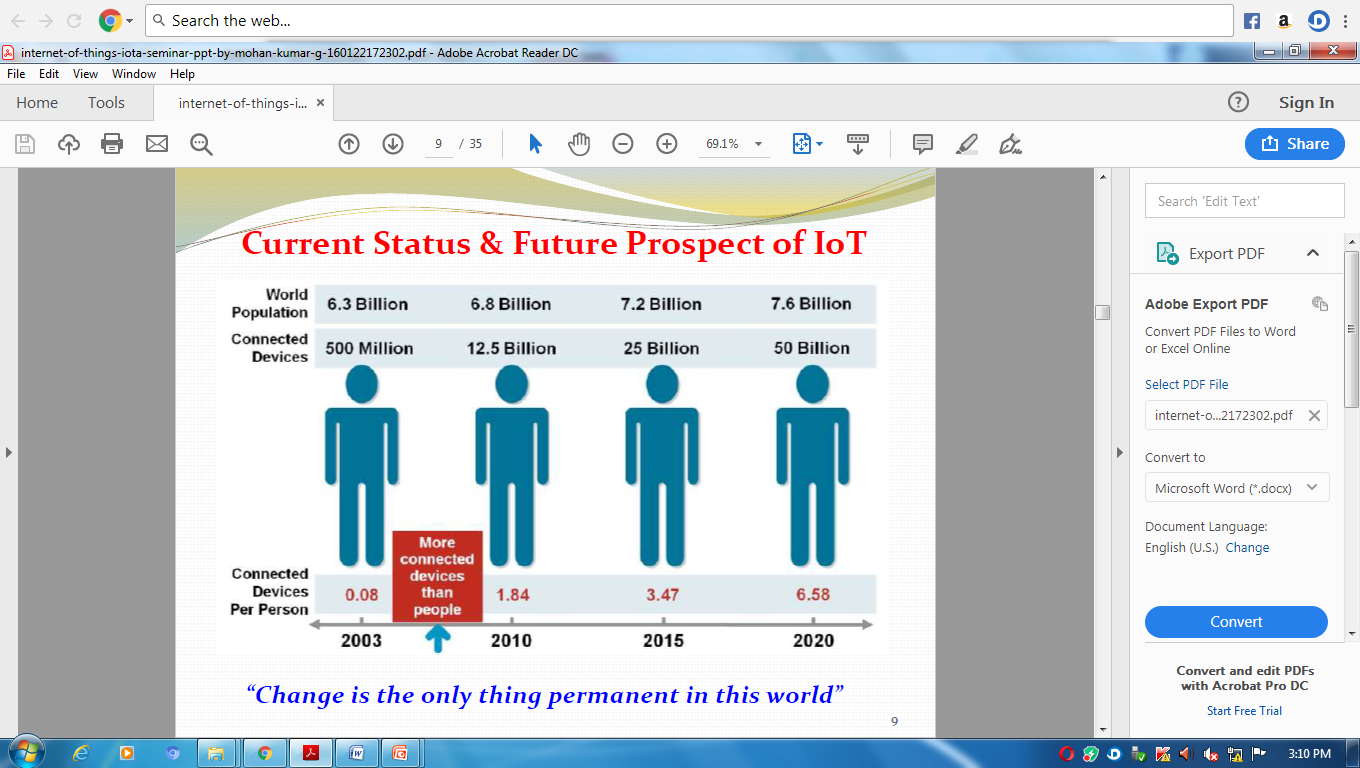 Search the web...
internet-of-things-iota-seminar-ppt-by-mohan-kumar-g-160122172302.pdf - Adobe Acrobat Reader DC
File Edit View Window Help
Home Tools internet-of-things-i... × Sign In
9 / 35 69.1% Share
Current Status & Future Prospect of IoT
World Population 6.3 Billion 6.8 Billion 7.2 Billion 7.6 Billion
Connected Devices 500 Million 12.5 Billion 25 Billion 50 Billion
More
connected
devices
than
people
Connected
Devices
Per Person 0.08 1.84 3.47 6.58
2003 2010 2015 2020
“Change is the only thing permanent in this world”
9
Search 'Edit Text'
Export PDF
Adobe Export PDF
Convert PDF Files to Word
or Excel Online
Select PDF File
internet-o...2172302.pdf
Convert to
Microsoft Word (*.docx)
Document Language:
English (U.S.) Change
Convert
Convert and edit PDFs
with Acrobat Pro DC
Start Free Trial
3:10 PM